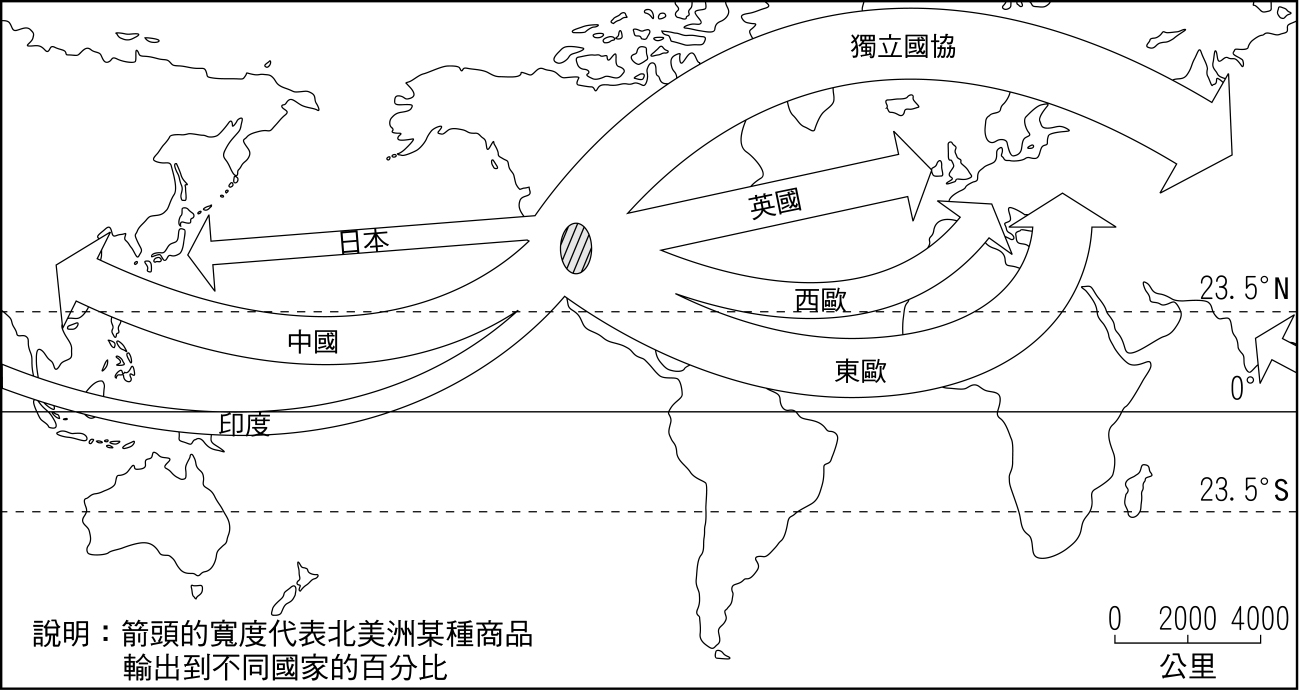 獨立國協
英國
日本
西歐
23.5°N
中國
東歐
0°
印度
23.5°S
0 2000 4000
公里
說明：箭頭的寬度代表北美洲某種商品
輸出到不同國家的百分比